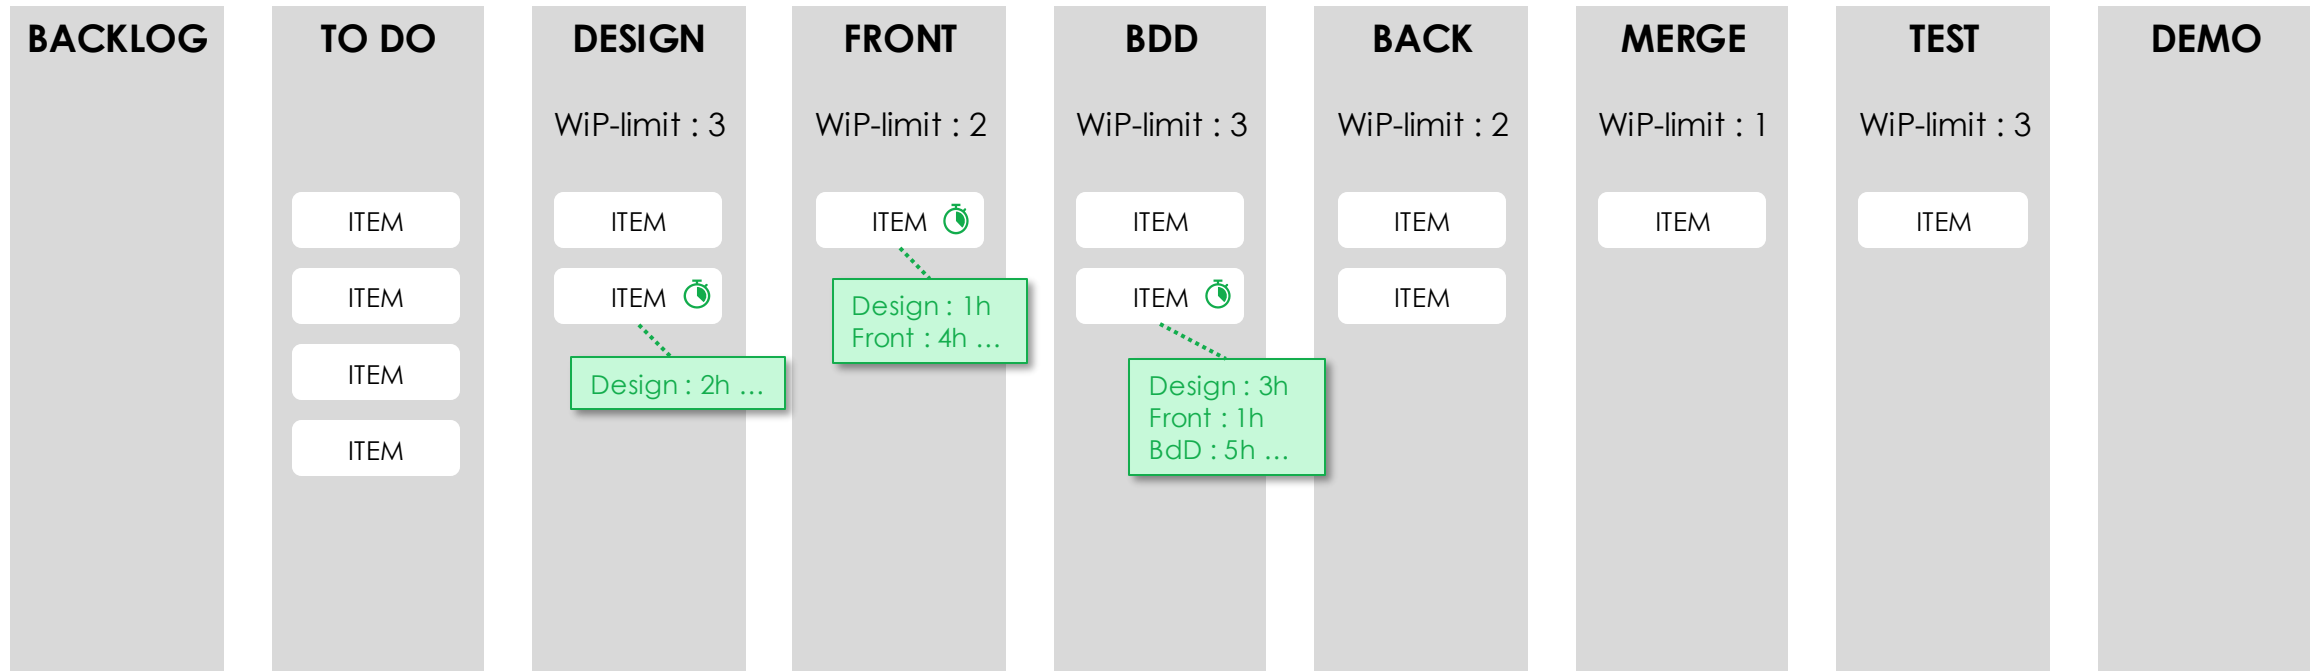 BACKLOG
TO DO
ITEM
ITEM
ITEM
ITEM
DESIGN
WiP-limit : 3
ITEM
ITEM
Design : 2h ...
FRONT
WiP-limit : 2
ITEM
Design : 1h
Front : 4h ...
BDD
WiP-limit : 3
ITEM
ITEM
Design : 3h
Front : 1h
BdD : 5h ...
BACK
WiP-limit : 2
ITEM
ITEM
MERGE
WiP-limit : 1
ITEM
TEST
WiP-limit : 3
ITEM
DEMO